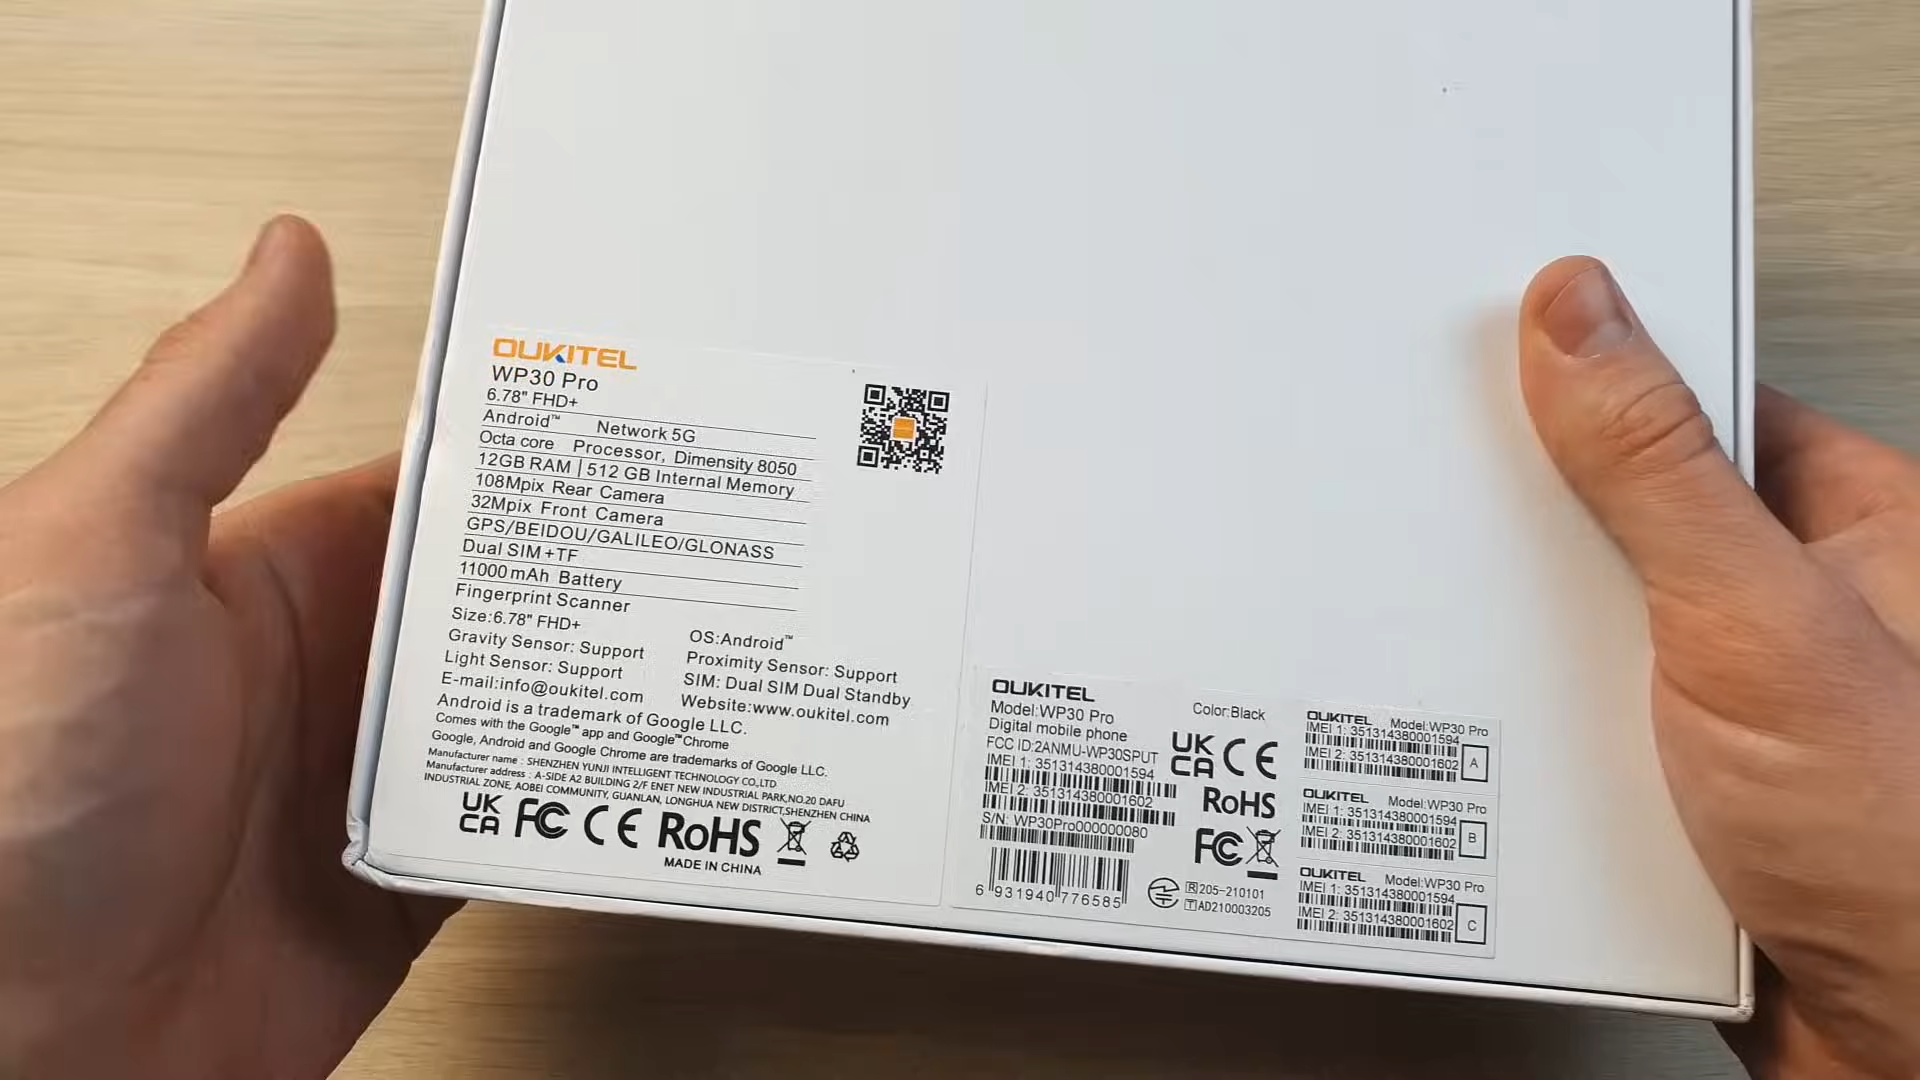 OUKITEL
WP30 Pro
6.78" FHD+
Android™ Network 5G
Octa core Processor, Dimensity 8050
12GB RAM | 512 GB Internal Memory
108Mpix Rear Camera
32Mpix Front Camera
GPS/BEIDOU/GALILEO/GLONASS
Dual SIM+TF
11000 mAh Battery
Fingerprint Scanner
Size:6.78" FHD+ OS:Android™
Gravity Sensor: Support Proximity Sensor: Support
Light Sensor: Support SIM: Dual SIM Dual Standby
E-mail:info@oukitel.com Website:www.oukitel.com
Android is a trademark of Google LLC.
Comes with the Google™ app and Google™Chrome
Google, Android and Google Chrome are trademarks of Google LLC.
Manufacturer name : SHENZHEN YUNJI INTELLIGENT TECHNOLOGY CO.,LTD
Manufacturer address : A-SIDE A2 BUILDING 2/F ENET NEW INDUSTRIAL PARK,NO.20 DAFU
INDUSTRIAL ZONE, AOBEI COMMUNITY, GUANLAN, LONGHUA NEW DISTRICT,SHENZHEN CHINA
UK CA FC CE RoHS
MADE IN CHINA
OUKITEL
Model:WP30 Pro Color:Black
Digital mobile phone
FCC ID:2ANMU-WP30SPUT
IMEI 1: 351314380001594
IMEI 2: 351314380001602
S/N: WP30Pro000000080
6 931940 776585
UK CA CE
RoHS
FC
R 205-210101
T AD210003205
OUKITEL Model:WP30 Pro
IMEI 1: 351314380001594
IMEI 2: 351314380001602
A
OUKITEL Model:WP30 Pro
IMEI 1: 351314380001594
IMEI 2: 351314380001602
B
OUKITEL Model:WP30 Pro
IMEI 1: 351314380001594
IMEI 2: 351314380001602
C